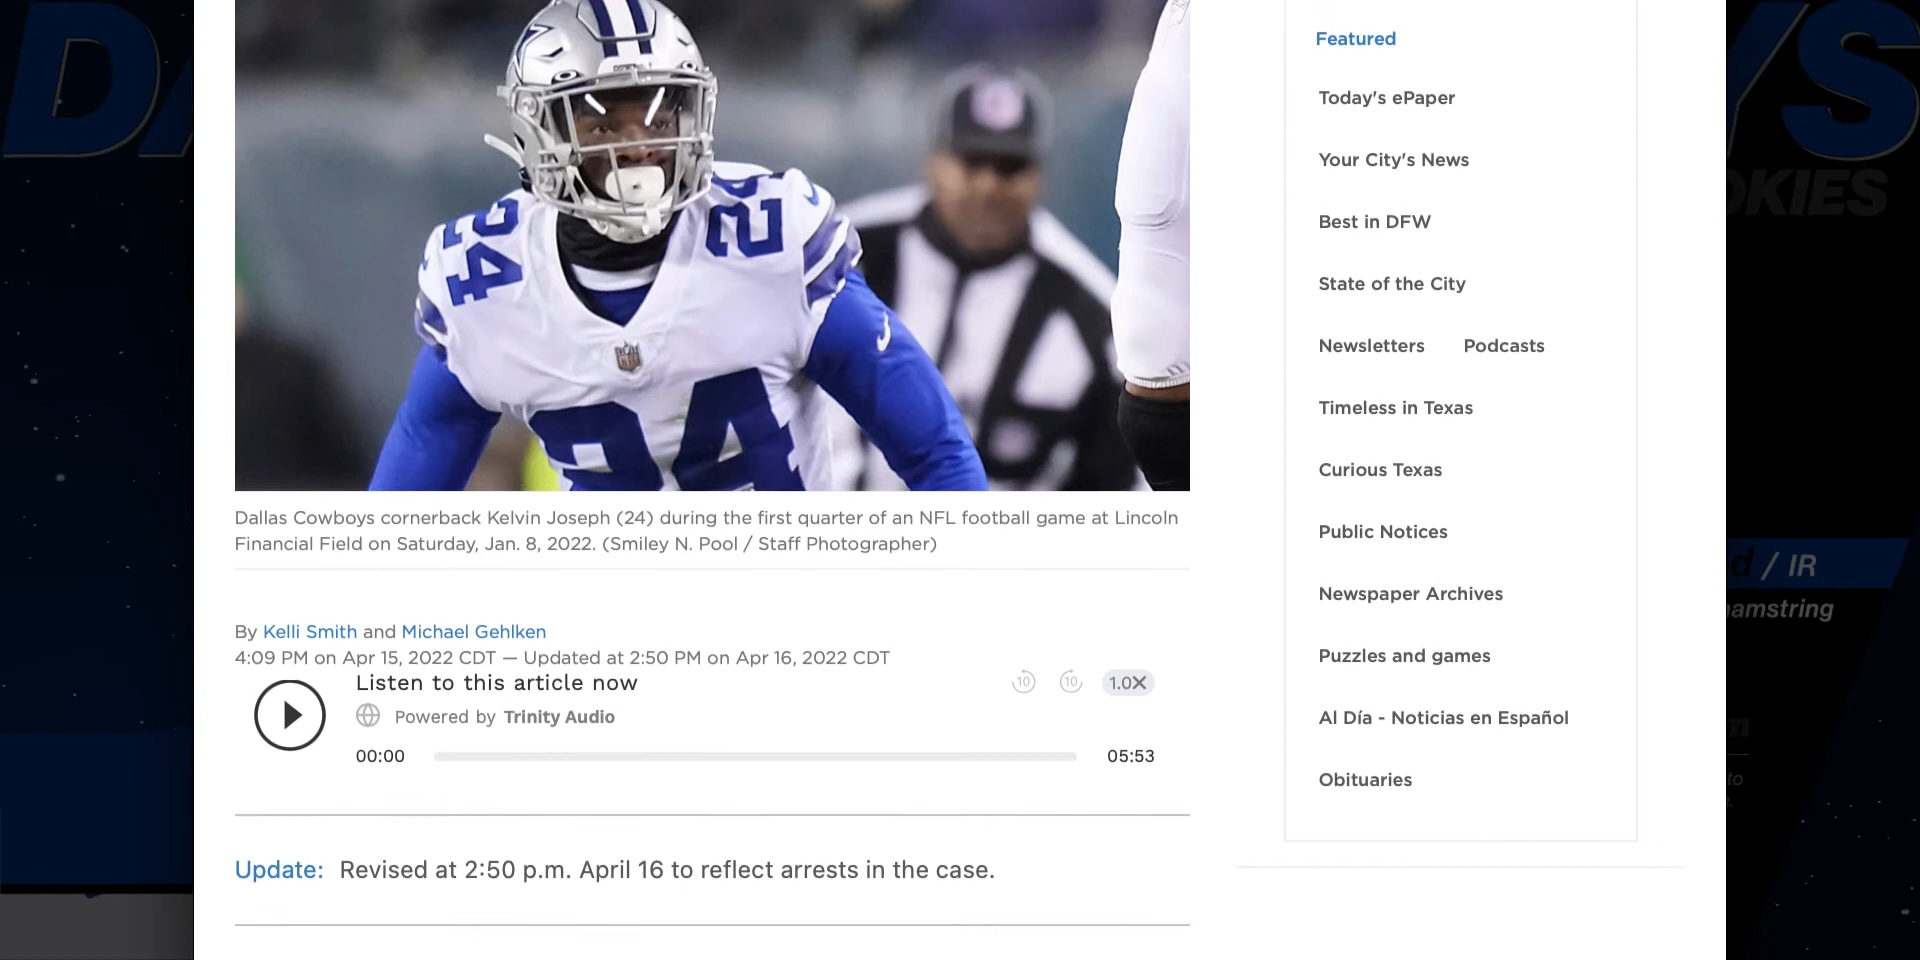 24
24
24
Dallas Cowboys cornerback Kelvin Joseph (24) during the first quarter of an NFL football game at Lincoln
Financial Field on Saturday, Jan. 8, 2022. (Smiley N. Pool / Staff Photographer)
By Kelli Smith and Michael Gehlken
4:09 PM on Apr 15, 2022 CDT — Updated at 2:50 PM on Apr 16, 2022 CDT
Listen to this article now
10
10
1.0X
Powered by Trinity Audio
00:00
05:53
Update: Revised at 2:50 p.m. April 16 to reflect arrests in the case.
Featured
Today's ePaper
Your City's News
Best in DFW
State of the City
Newsletters Podcasts
Timeless in Texas
Curious Texas
Public Notices
Newspaper Archives
Puzzles and games
Al Día - Noticias en Español
Obituaries
/ IR